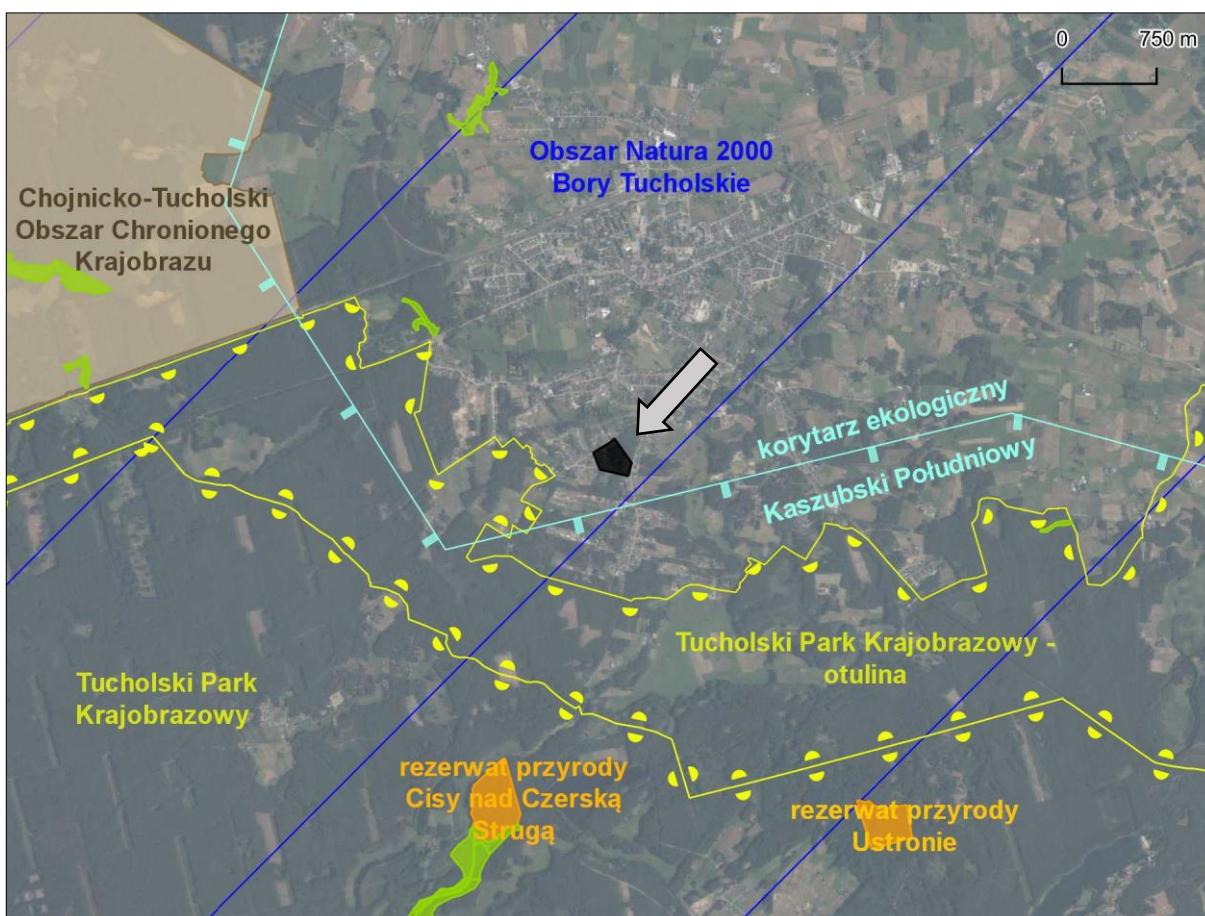 0 750 m
Obszar Natura 2000
Bory Tucholskie
Chojnicko-Tucholski
Obszar Chronionego
Krajobrazu
korytarz ekologiczny
Kaszubski Południowy
Tucholski Park Krajobrazowy -
otulina
Tucholski Park
Krajobrazowy
rezerwat przyrody
Cisy nad Czerską
Strugą
rezerwat przyrody
Ustronie